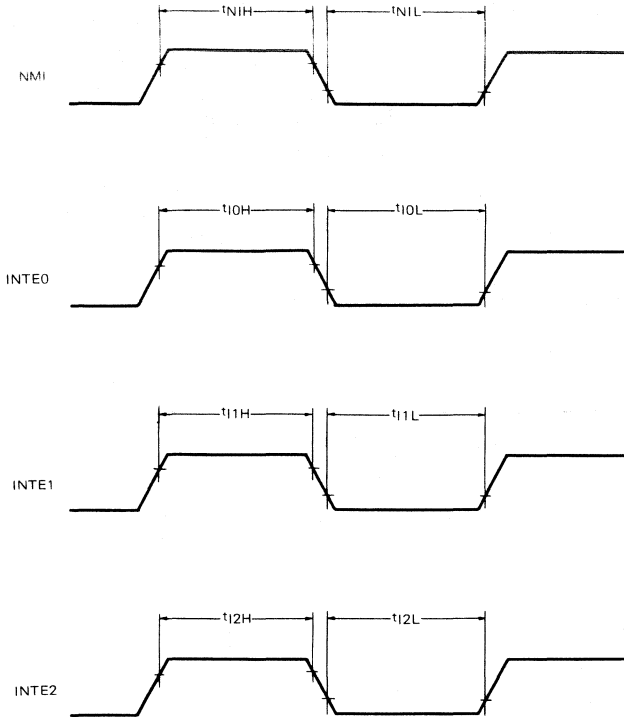 tNIH tNIL
NMI
tI0H tI0L
INTE0
tI1H tI1L
INTE1
tI2H tI2L
INTE2